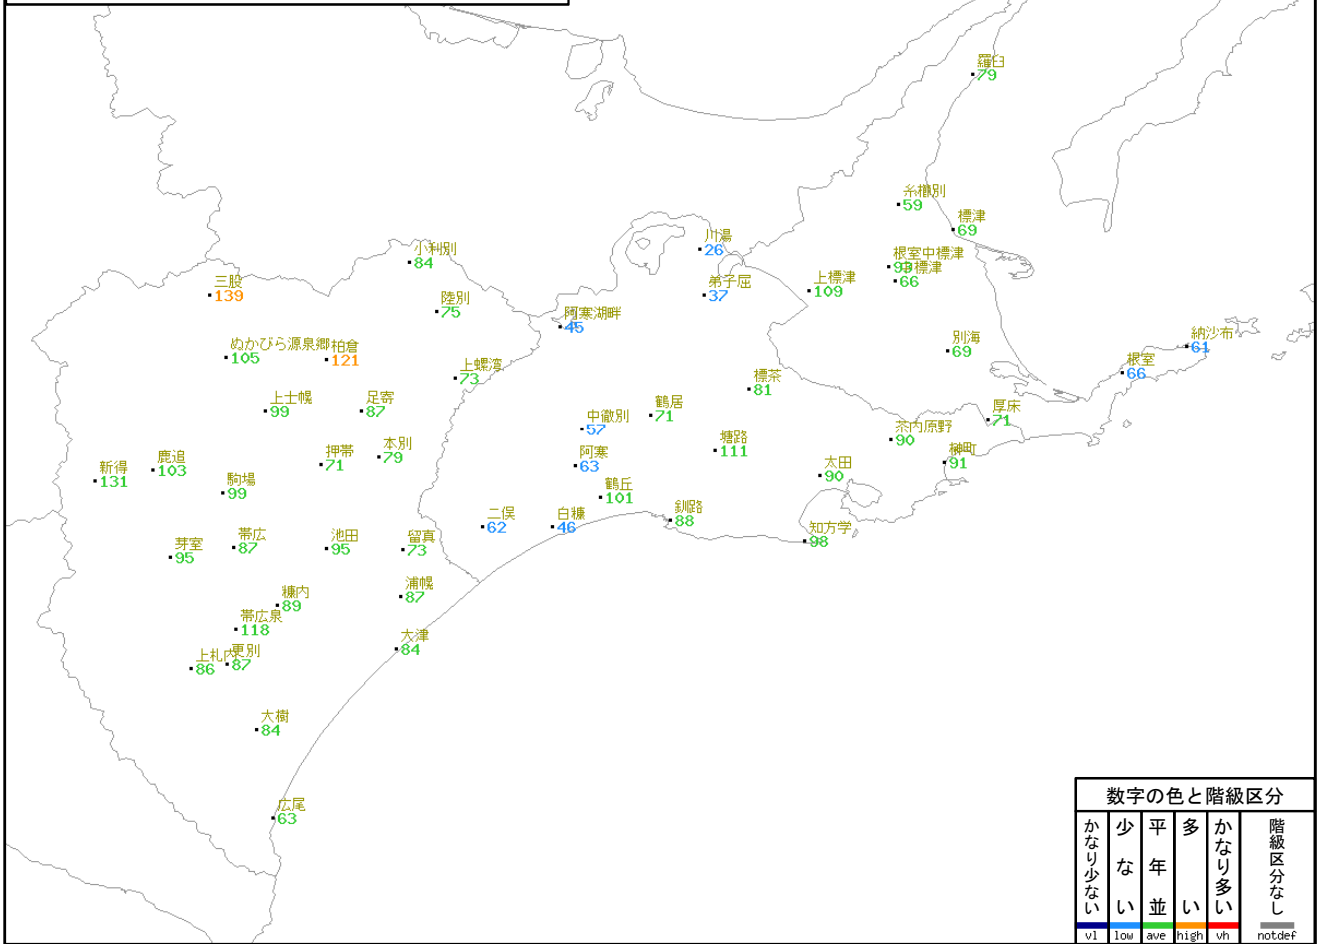 羅臼
79
糸櫛別
59
標津
69
川湯
26
根室中標津
93
中標津
66
小利別
84
弟子屈
37
上標津
109
三股
139
陸別
75
阿寒湖畔
45
納沙布
61
ぬかびら源泉郷
105
柏倉
121
別海
69
根室
66
上螺湾
73
標茶
81
上士幌
99
足寄
87
鶴居
71
厚床
71
中徹別
57
茶内原野
90
本別
79
押帯
71
塘路
111
榊町
91
鹿追
103
新得
131
阿寒
63
太田
90
駒場
99
鶴丘
101
釧路
88
二俣
62
白糠
46
知方学
98
芽室
95
帯広
87
池田
95
留真
73
浦幌
87
糠内
89
帯広泉
118
大津
84
上札内
86
更別
87
大樹
84
広尾
63
数字の色と階級区分
かなり少ない
少ない
平年並
多い
かなり多い
階級区分なし
vl low ave high vh notdef